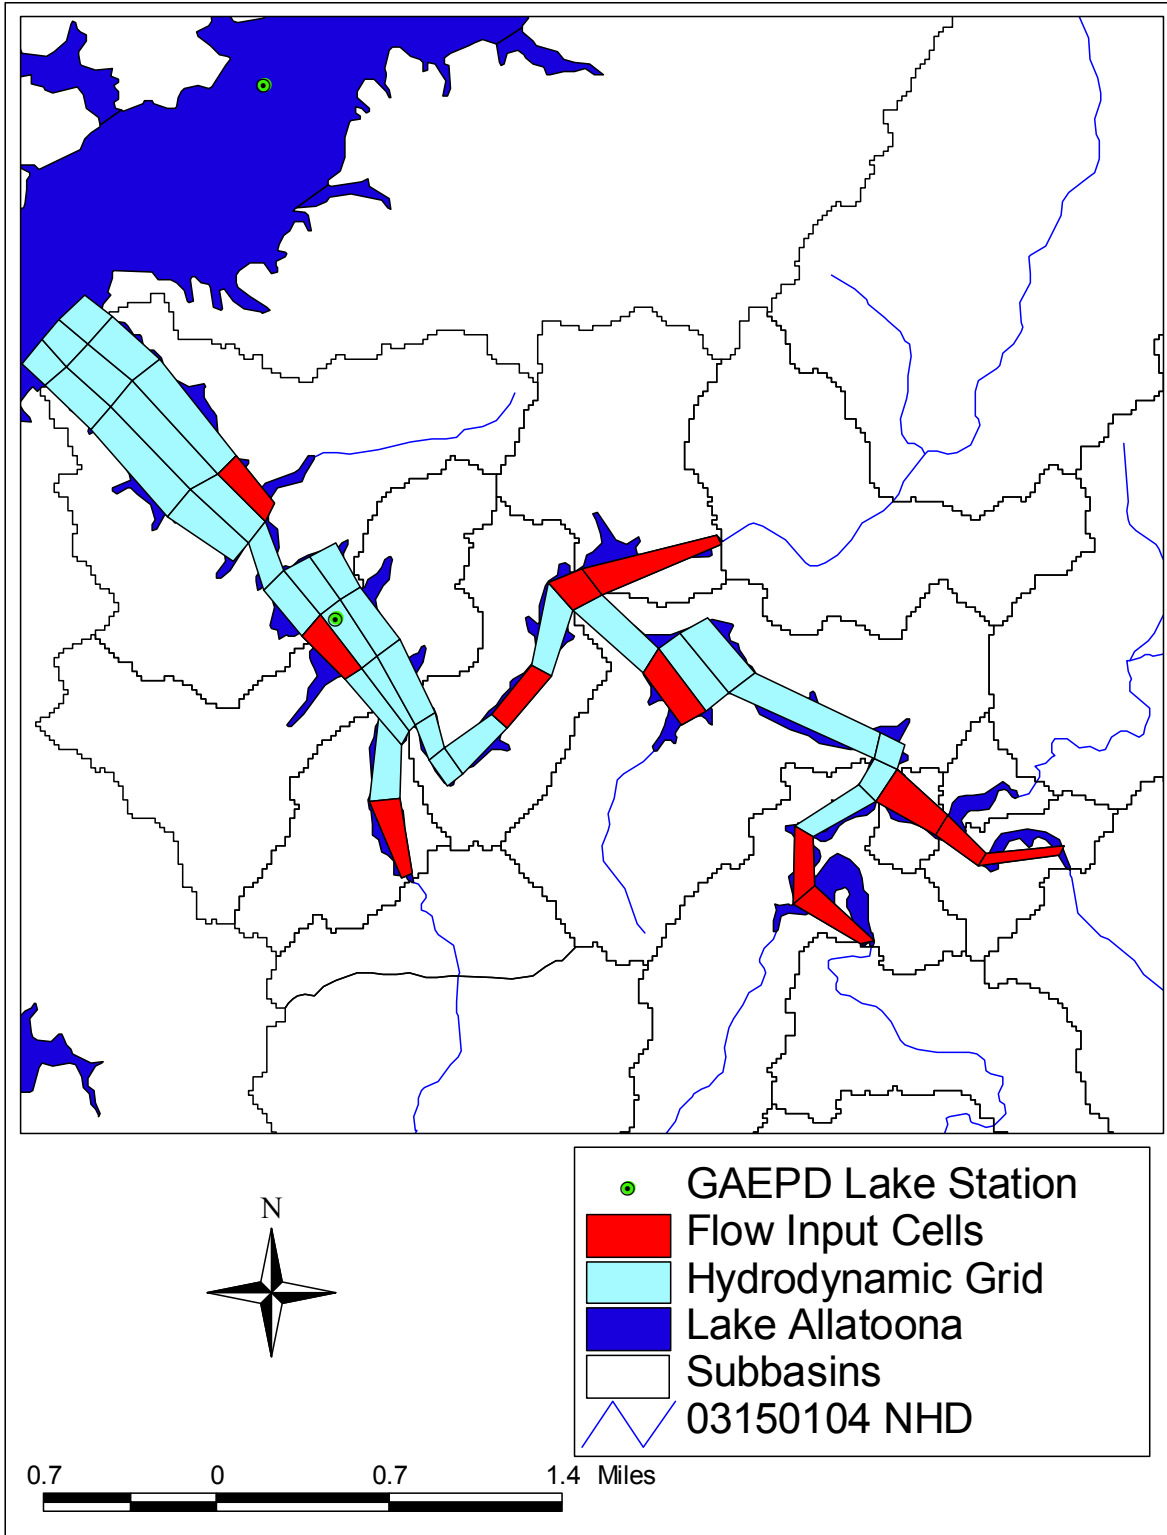 GAEPD Lake Station
Flow Input Cells
Hydrodynamic Grid
Lake Allatoona
Subbasins
03150104 NHD
N
0.7 0 0.7 1.4 Miles